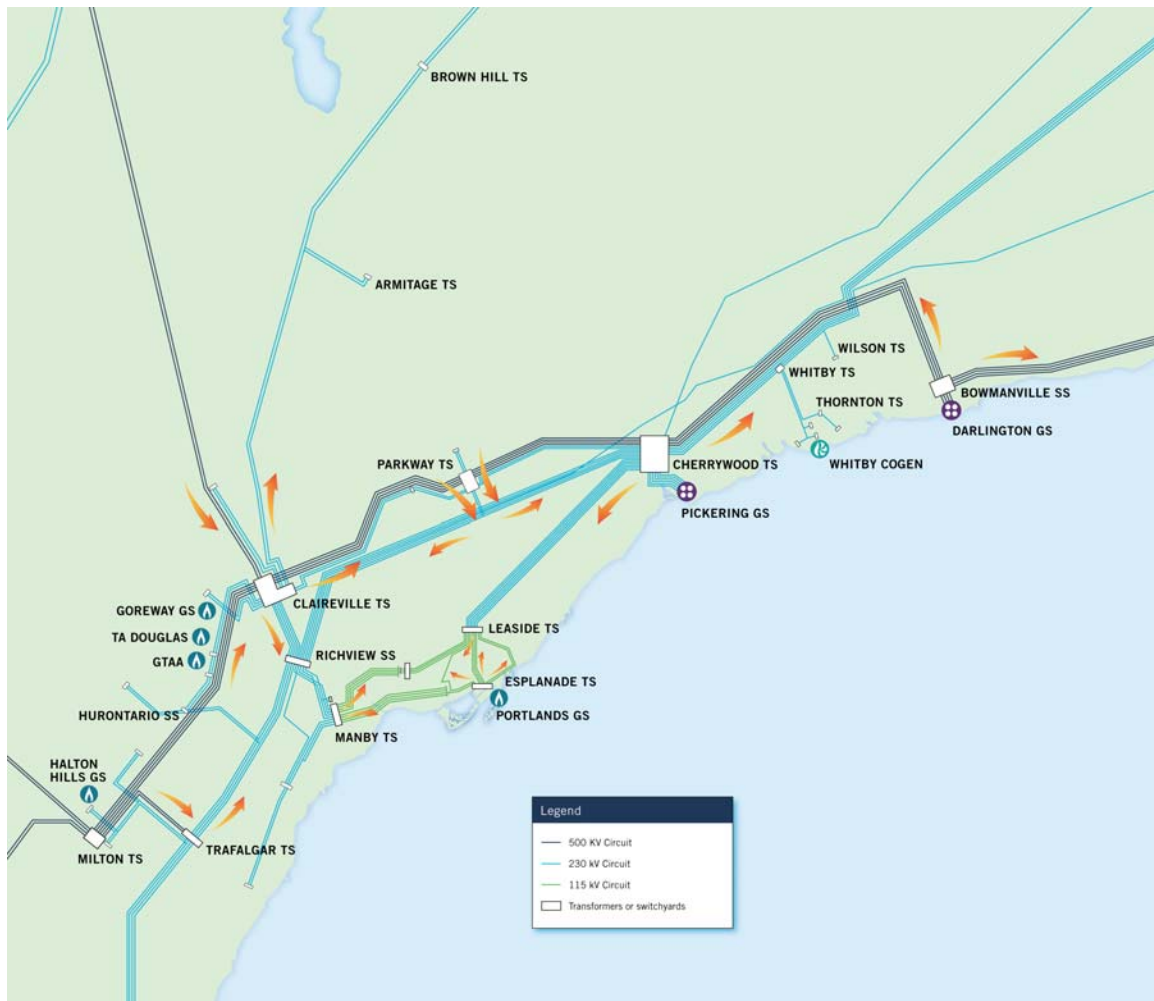 BROWN HILL TS
ARMITAGE TS
WILSON TS
WHITBY TS
THORNTON TS
BOWMANVILLE SS
DARLINGTON GS
WHITBY COGEN
PARKWAY TS
CHERRYWOOD TS
PICKERING GS
CLAIREVILLE TS
GOREWAY GS
TA DOUGLAS
GTAA
LEASIDE TS
RICHVIEW SS
ESPLANADE TS
PORTLANDS GS
HURONTARIO SS
MANBY TS
HALTON
HILLS GS
TRAFALGAR TS
MILTON TS
Legend
500 KV Circuit
230 kV Circuit
115 kV Circuit
Transformers or switchyards